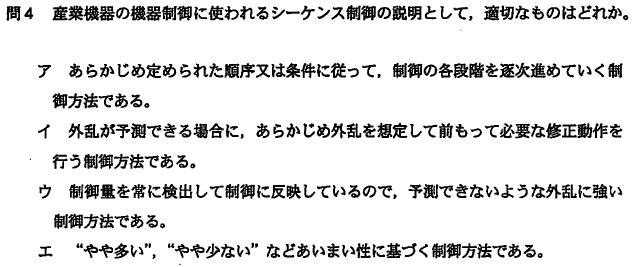 問4 産業機器の機器制御に使われるシーケンス制御の説明として，適切なものはどれか。
ア あらかじめ定められた順序又は条件に従って，制御の各段階を逐次進めていく制
御方法である。
イ 外乱が予測できる場合に，あらかじめ外乱を想定して前もって必要な修正動作を
行う制御方法である。
ウ 制御量を常に検出して制御に反映しているので，予測できないような外乱に強い
制御方法である。
エ “やや多い”，“やや少ない”などあいまい性に基づく制御方法である。